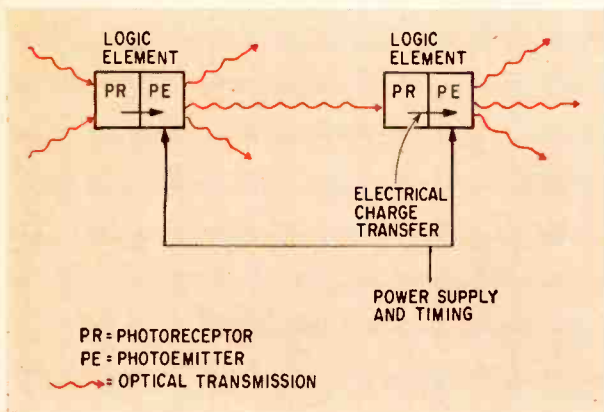 LOGIC
ELEMENT
PR
PE
LOGIC
ELEMENT
PR
PE
ELECTRICAL
CHARGE
TRANSFER
POWER SUPPLY
AND TIMING
PR = PHOTORECEPTOR
PE = PHOTOEMITTER
= OPTICAL TRANSMISSION